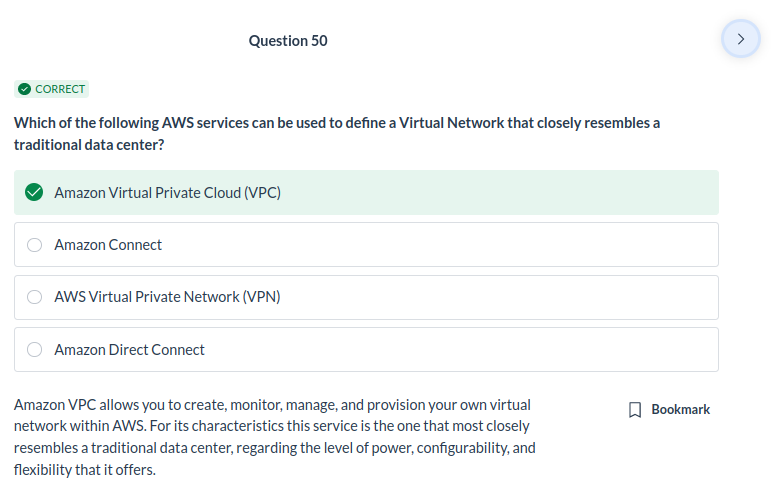 Question 50
CORRECT
Which of the following AWS services can be used to define a Virtual Network that closely resembles a
traditional data center?
Amazon Virtual Private Cloud (VPC)
Amazon Connect
AWS Virtual Private Network (VPN)
Amazon Direct Connect
Amazon VPC allows you to create, monitor, manage, and provision your own virtual
network within AWS. For its characteristics this service is the one that most closely
resembles a traditional data center, regarding the level of power, configurability, and
flexibility that it offers.
Bookmark